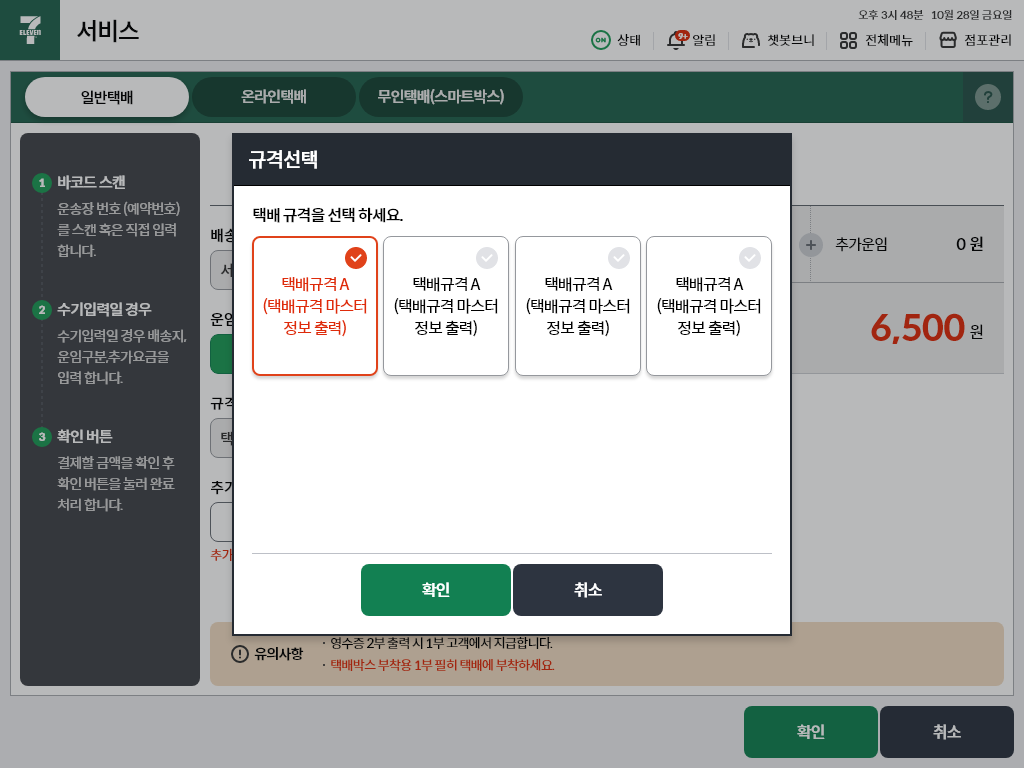 7
ELEVEN
서비스
오후 3시 48분 10월 28일 금요일
ON 상태
9+ 알림
챗봇브니
전체메뉴
점포관리
일반택배
온라인택배
무인택배(스마트박스)
?
1 바코드 스캔
운송장 번호 (예약번호)
를 스캔 혹은 직접 입력
합니다.
2 수기입력일 경우
수기입력일 경우 배송지,
운임구분,추가요금을
입력 합니다.
3 확인 버튼
결제할 금액을 확인 후
확인 버튼을 눌러 완료
처리 합니다.
배송
서
운임
규격
택
추가
추가
규격선택
택배 규격을 선택 하세요.
택배규격 A
(택배규격 마스터
정보 출력)
택배규격 A
(택배규격 마스터
정보 출력)
택배규격 A
(택배규격 마스터
정보 출력)
택배규격 A
(택배규격 마스터
정보 출력)
확인
취소
+ 추가운임 0 원
6,500 원
유의사항
· 영수증 2부 출력 시 1부 고객에서 지급합니다.
· 택배박스 부착용 1부 필히 택배에 부착하세요.
확인
취소